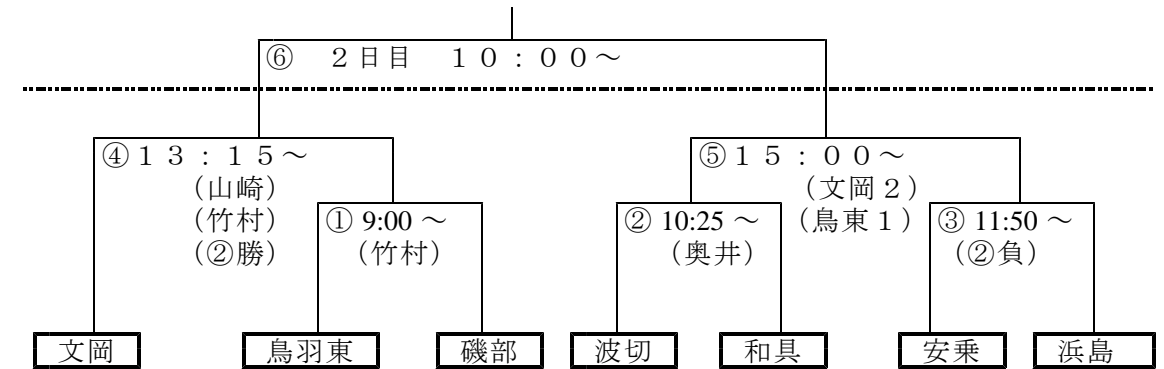 ⑥　２日目　１０：００～
④１３：１５～
（山崎）
（竹村）
（②勝）
⑤１５：００～
（文岡２）
（鳥東１）
① 9:00 ～
（竹村）
② 10:25 ～
（奥井）
③ 11:50 ～
（②負）
文岡
鳥羽東
磯部
波切
和具
安乗
浜島